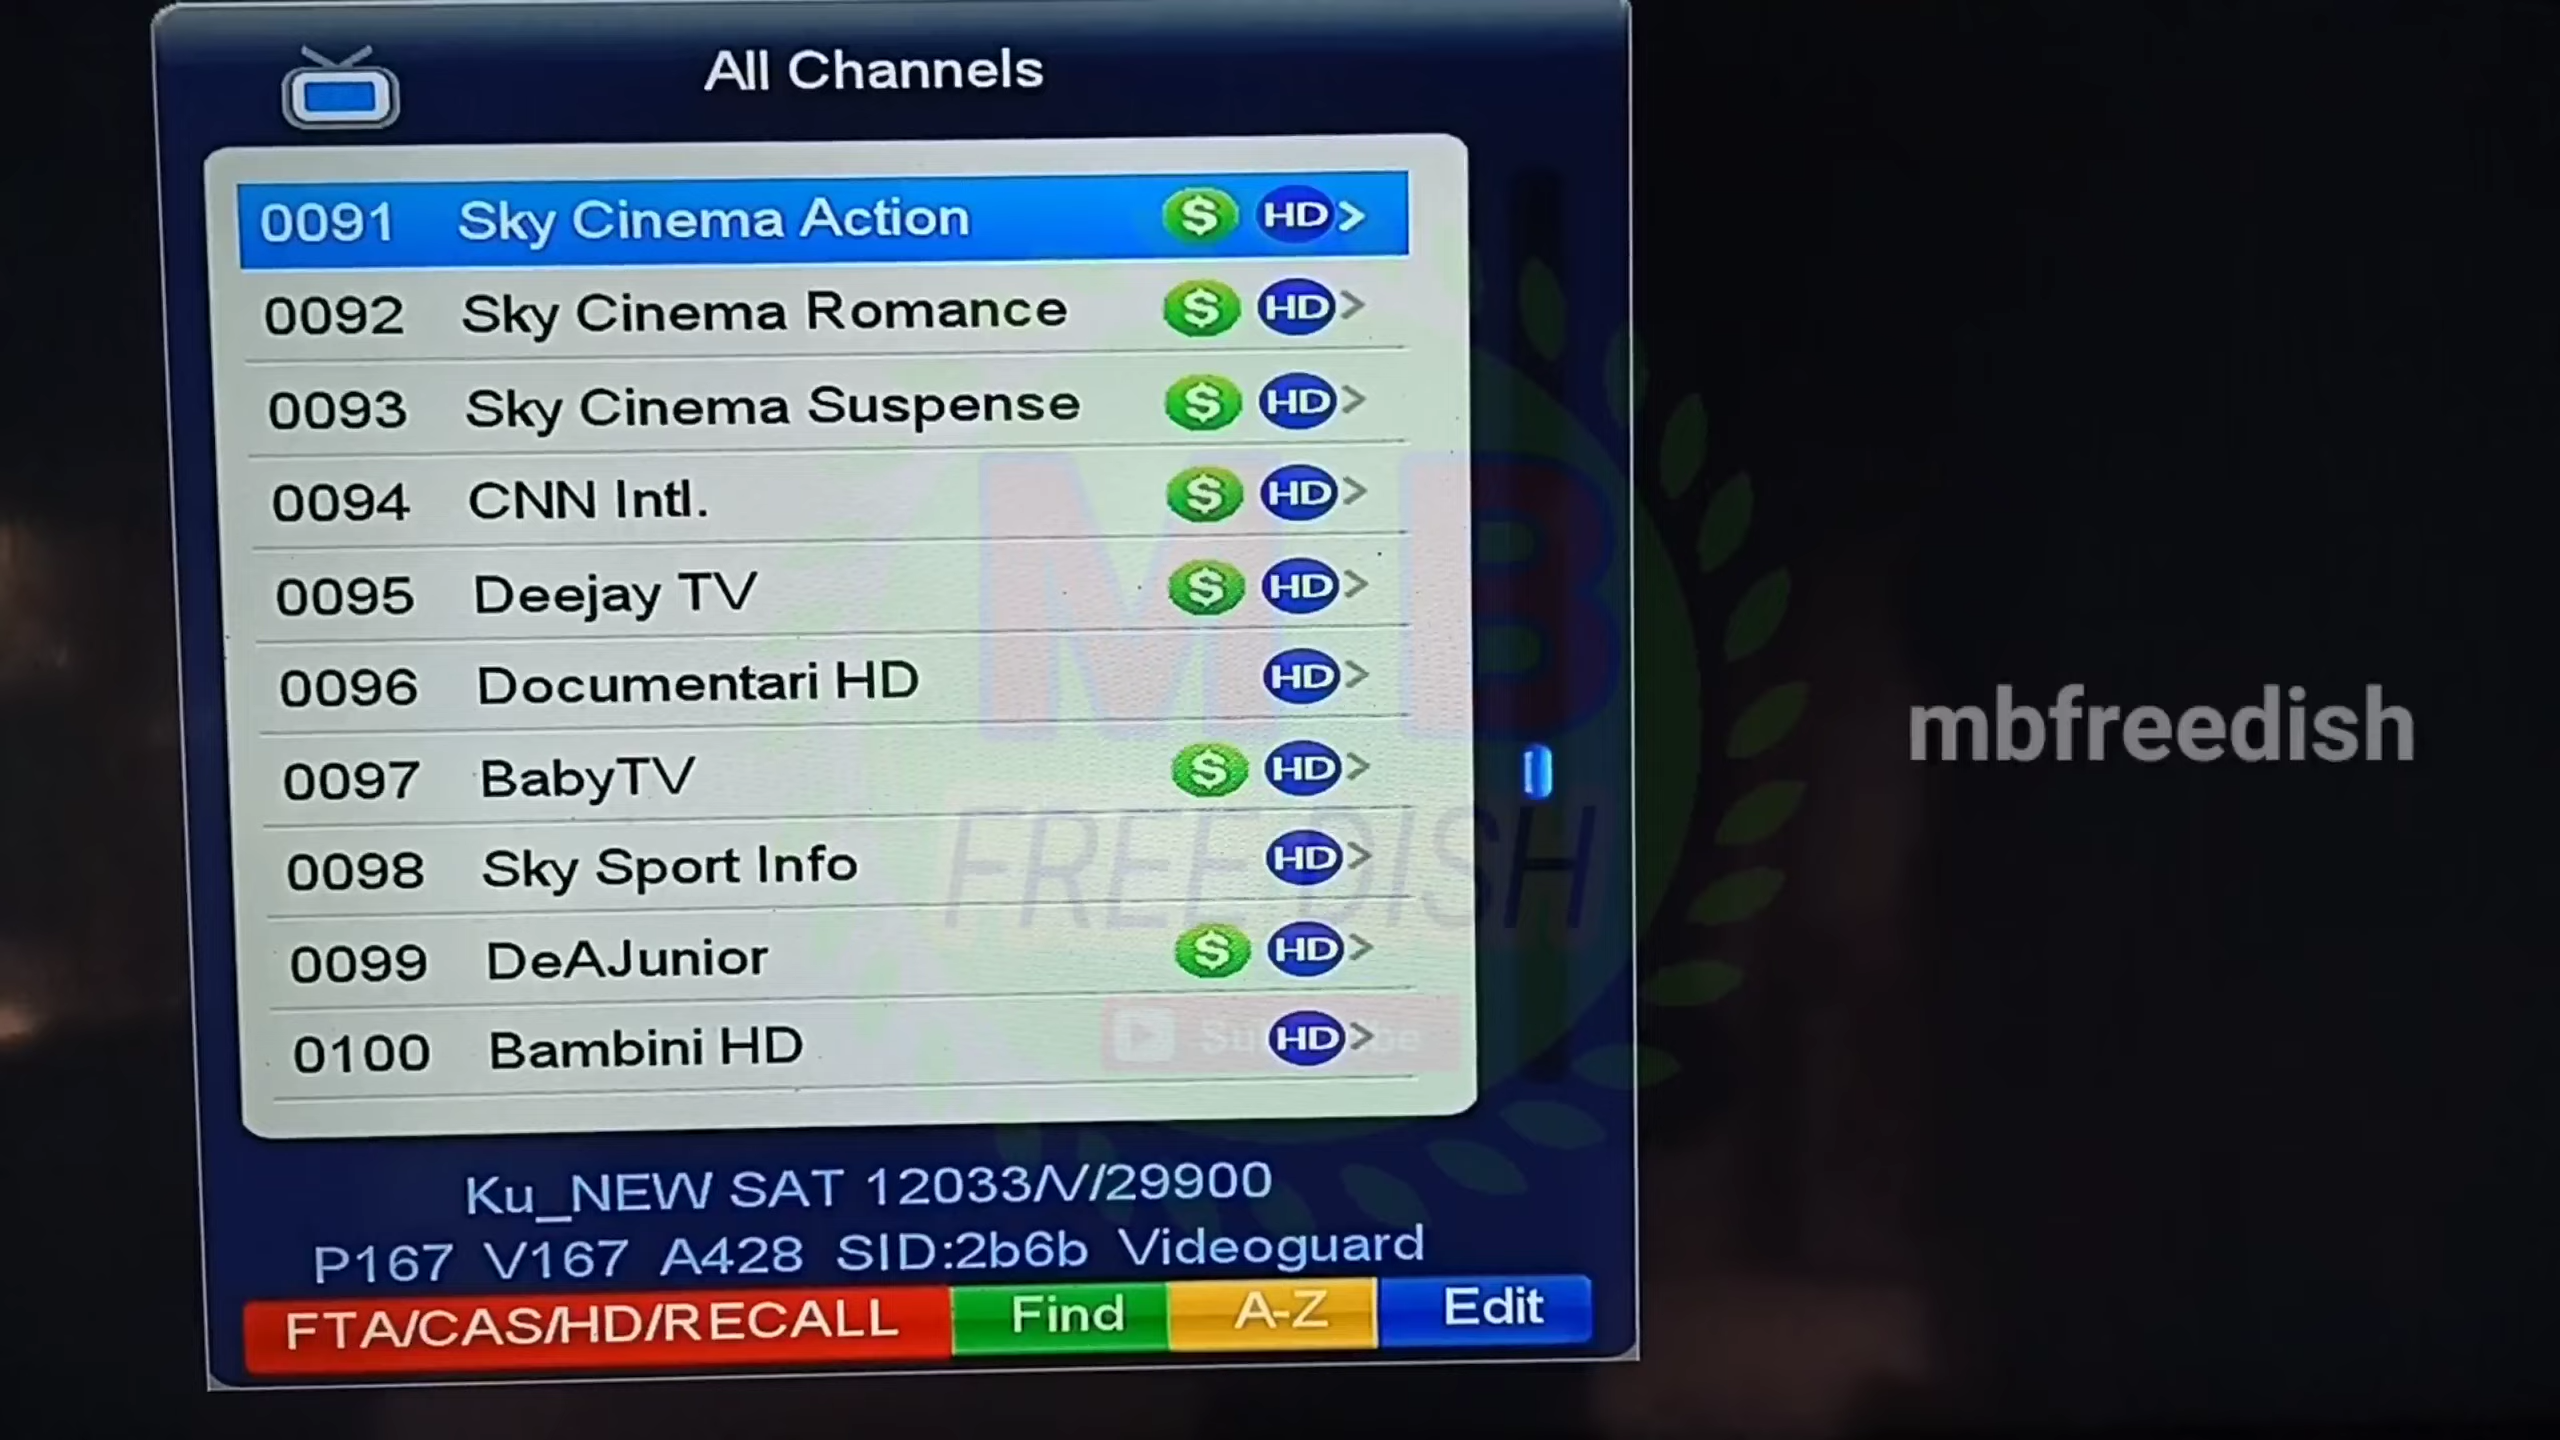 All Channels
0091 Sky Cinema Action $ HD >
0092 Sky Cinema Romance $ HD >
0093 Sky Cinema Suspense $ HD >
0094 CNN Intl. $ HD >
0095 Deejay TV $ HD >
0096 Documentari HD HD >
0097 BabyTV $ HD >
0098 Sky Sport Info HD >
0099 DeAJunior $ HD >
0100 Bambini HD HD >
Ku_NEW SAT 12033/V/29900
P167 V167 A428 SID:2b6b Videoguard
FTA/CAS/HD/RECALL Find A-Z Edit
MB
FREE DISH
mbfreedish